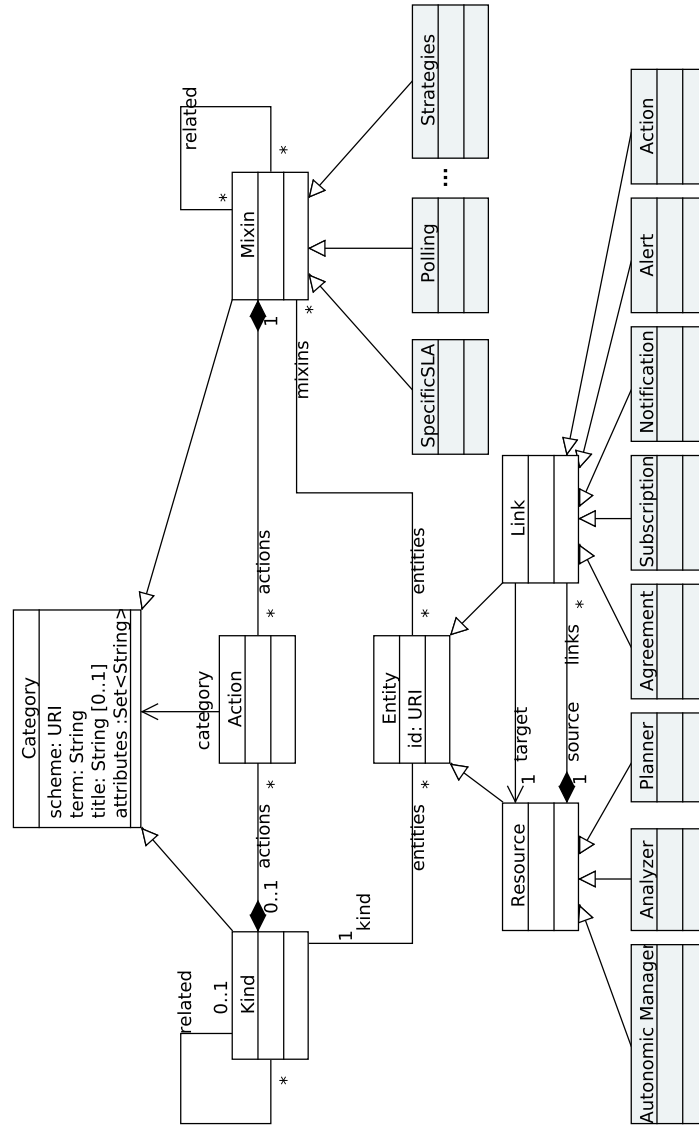 Category
scheme: URI
term: String
title: String [0..1]
attributes :Set<String>
related
0..1
*
Kind
0..1
actions
*
Action
category
*
actions
1
Mixin
related
*
*
1
kind
entities
*
Entity
id: URI
*
entities
mixins
*
SpecificSLA
Polling
...
Strategies
Resource
1
target
1
source
links
*
Link
Autonomic Manager
Analyzer
Planner
Agreement
Subscription
Notification
Alert
Action